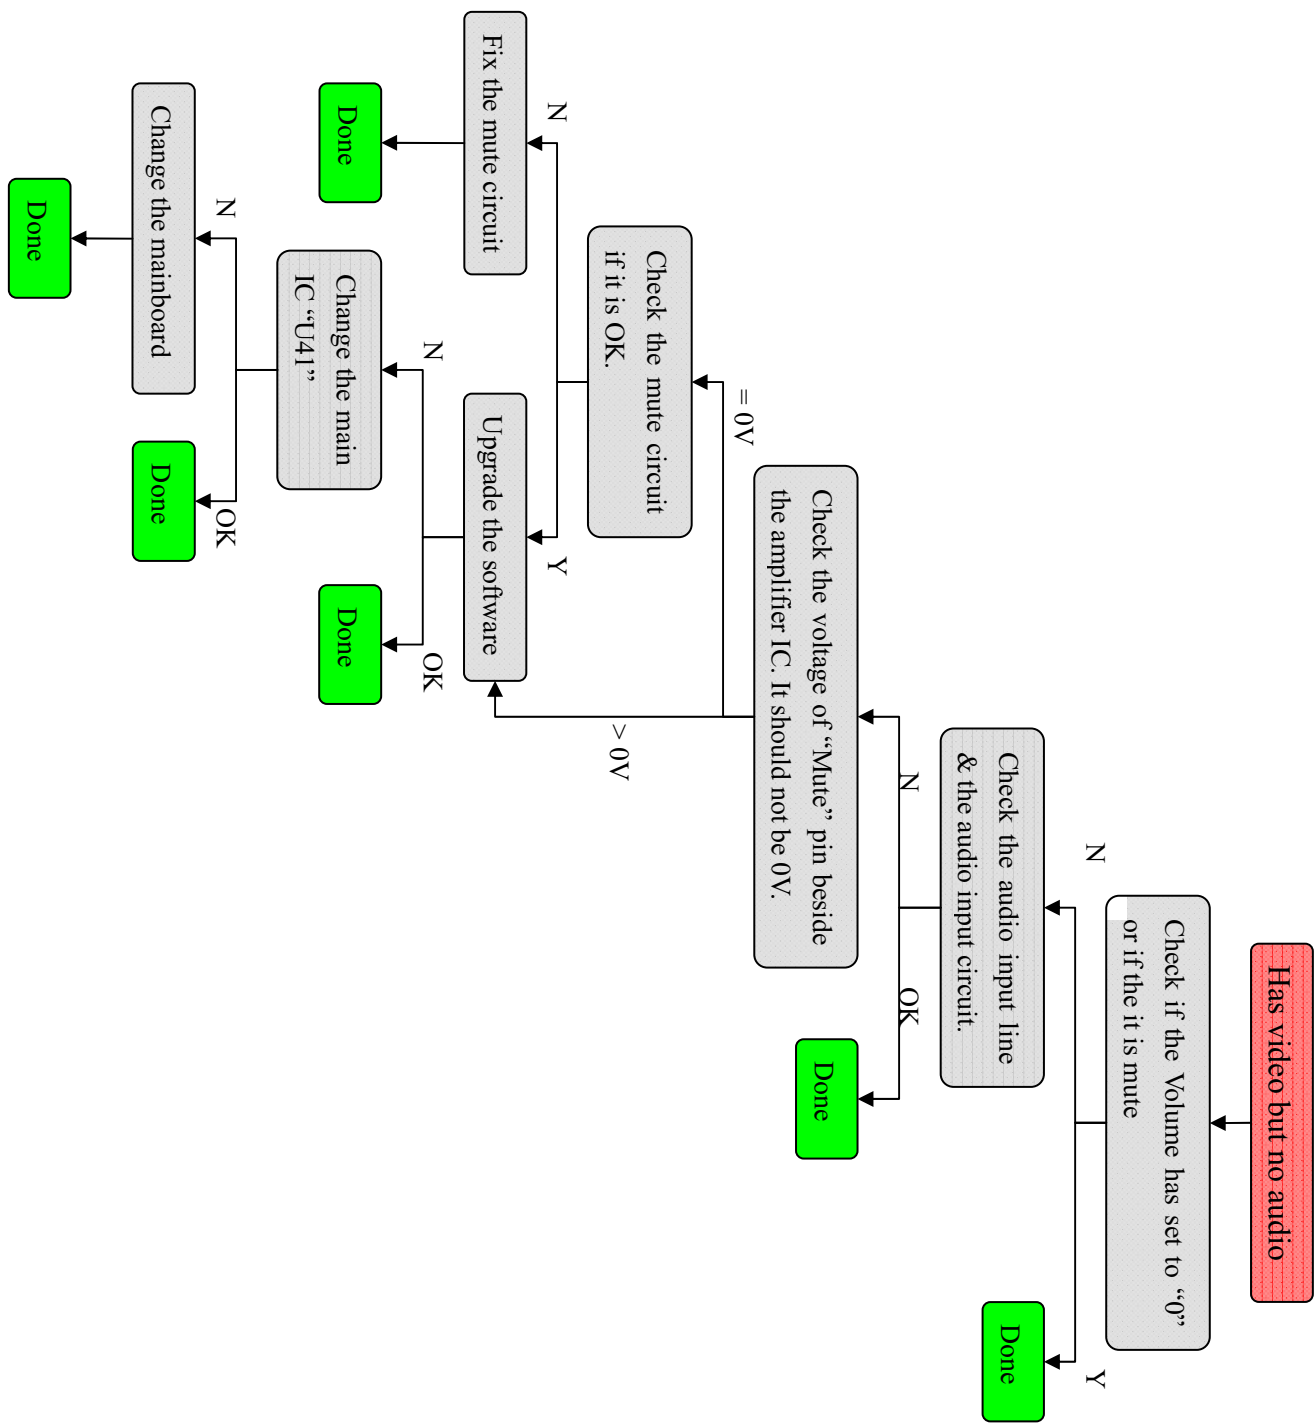 Has video but no audio
Check if the Volume has set to “0”
or if the it is mute
N
Y
Check the audio input line
& the audio input circuit.
Done
N
OK
Check the voltage of “Mute” pin beside
the amplifier IC. It should not be 0V.
Done
= 0V
> 0V
Check the mute circuit
if it is OK.
N
Y
Fix the mute circuit
Upgrade the software
N
OK
Done
Change the main
IC “U41”
Done
N
OK
Change the mainboard
Done
Done